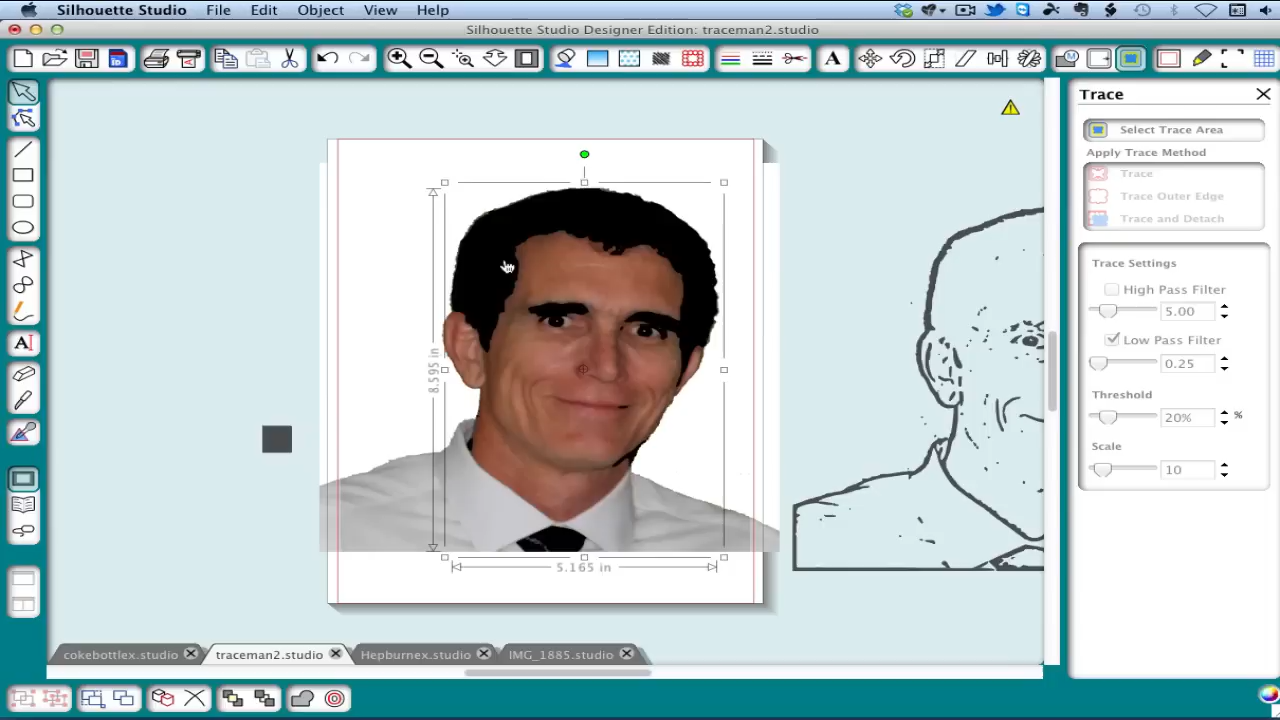 Silhouette Studio File Edit Object View Help
Silhouette Studio Designer Edition: traceman2.studio
Trace
Select Trace Area
Apply Trace Method
Trace
Trace Outer Edge
Trace and Detach
Trace Settings
High Pass Filter
5.00
Low Pass Filter
0.25
Threshold
20% %
Scale
10
8.595 in
5.165 in
cokebottlex.studio traceman2.studio Hepburnex.studio IMG_1885.studio